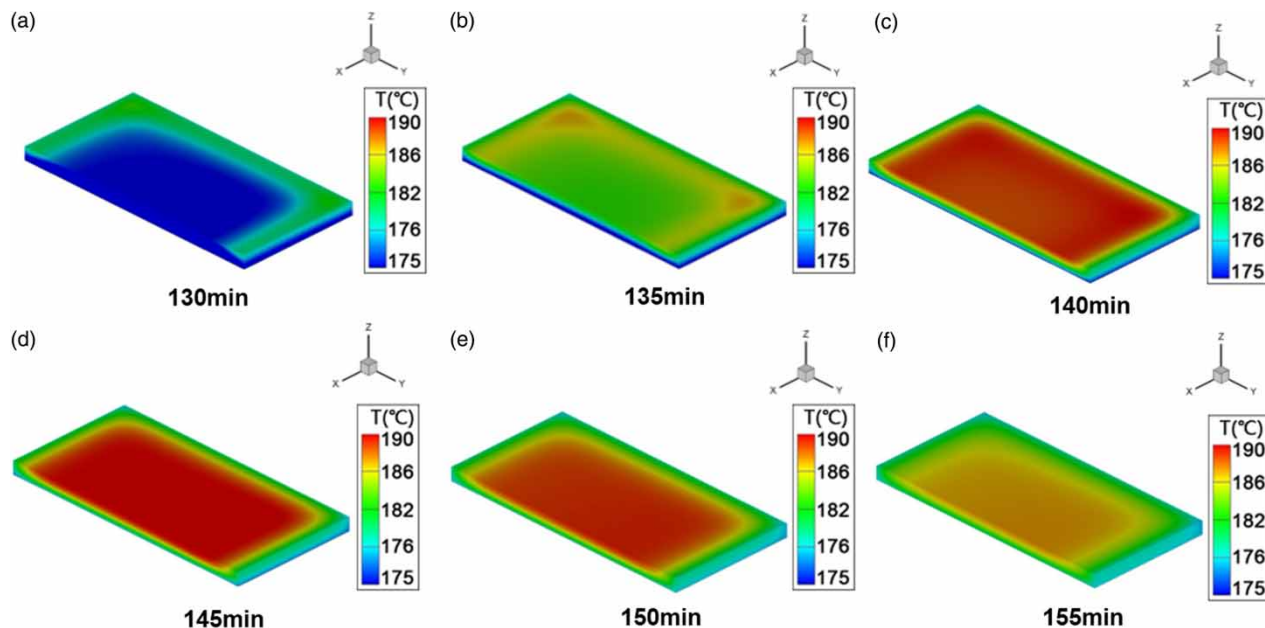 (a)
Z
X
Y
T(℃)
190
186
182
176
175
130min
(b)
Z
X
Y
T(℃)
190
186
182
176
175
135min
(c)
Z
X
Y
T(℃)
190
186
182
176
175
140min
(d)
Z
X
Y
T(℃)
190
186
182
176
175
145min
(e)
Z
X
Y
T(℃)
190
186
182
176
175
150min
(f)
Z
X
Y
T(℃)
190
186
182
176
175
155min